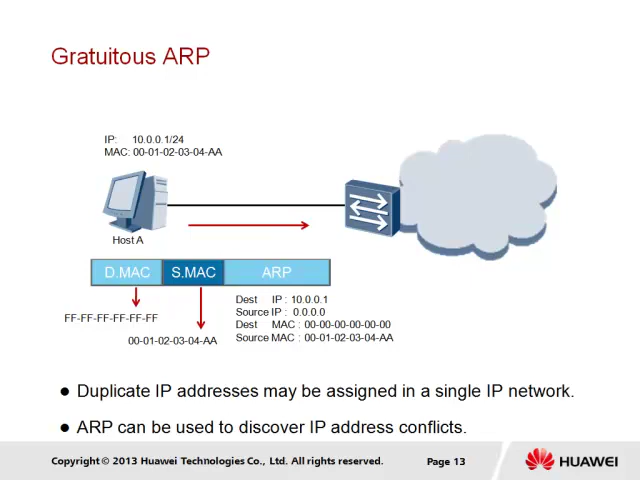 Gratuitous ARP
IP: 10.0.0.1/24
MAC: 00-01-02-03-04-AA
Host A
D.MAC S.MAC ARP
FF-FF-FF-FF-FF-FF
00-01-02-03-04-AA
Dest IP : 10.0.0.1
Source IP : 0.0.0.0
Dest MAC : 00-00-00-00-00-00
Source MAC : 00-01-02-03-04-AA
● Duplicate IP addresses may be assigned in a single IP network.
● ARP can be used to discover IP address conflicts.
Copyright © 2013 Huawei Technologies Co., Ltd. All rights reserved. Page 13 HUAWEI